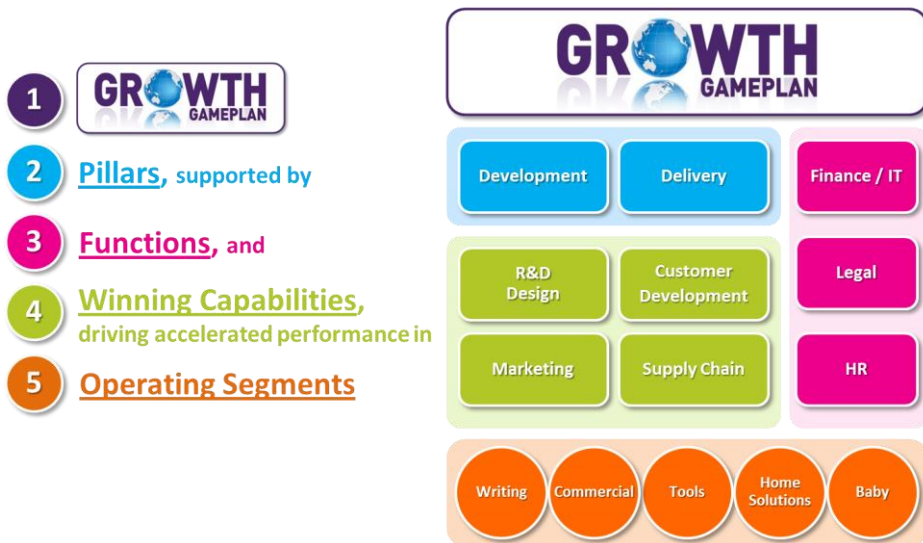 1
GROWTH
GAMEPLAN
2
Pillars, supported by
3
Functions, and
4
Winning Capabilities,
driving accelerated performance in
5
Operating Segments
GROWTH
GAMEPLAN
Development
Delivery
Finance / IT
R&D
Design
Customer
Development
Legal
Marketing
Supply Chain
HR
Writing
Commercial
Tools
Home
Solutions
Baby